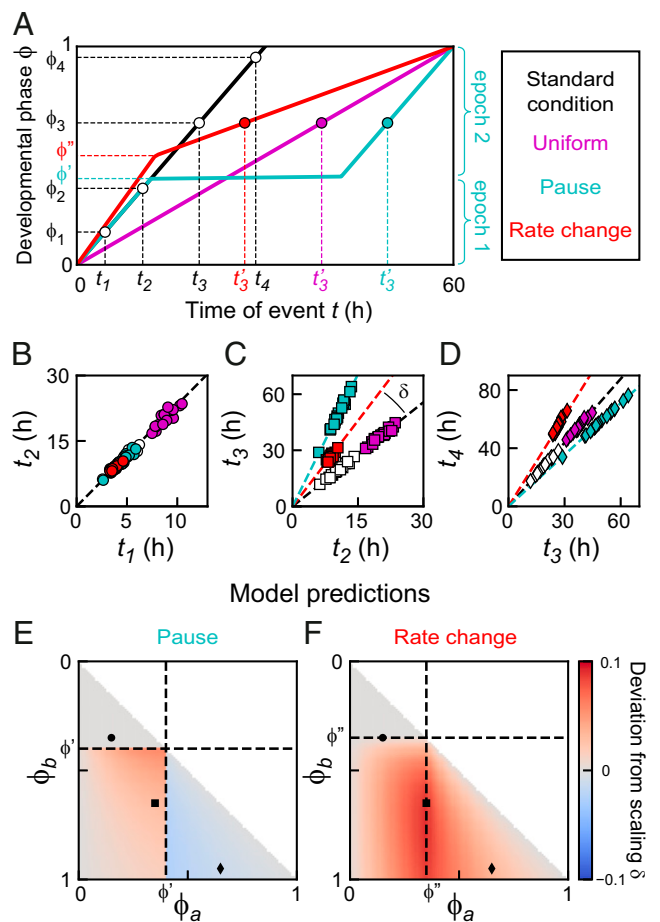 A
Developmental phase ϕ
1
ϕ4
ϕ3
ϕ''
ϕ'
ϕ2
ϕ1
0
0
t1
t2
t3
t'3
t4
t'3
t'3
60
Time of event t (h)
epoch 2
epoch 1
Standard
condition
Uniform
Pause
Rate change
B
t2 (h)
30
15
0
0
5
10
t1 (h)
C
t3 (h)
60
30
0
0
10
20
30
t2 (h)
δ
D
t4 (h)
80
40
0
0
30
60
t3 (h)
Model predictions
E
Pause
0
ϕ'
ϕb
1
0
ϕ'
1
ϕa
F
Rate change
0
ϕ''
ϕb
1
0
ϕ''
1
ϕa
0.1
0
−0.1
Deviation from scaling δ